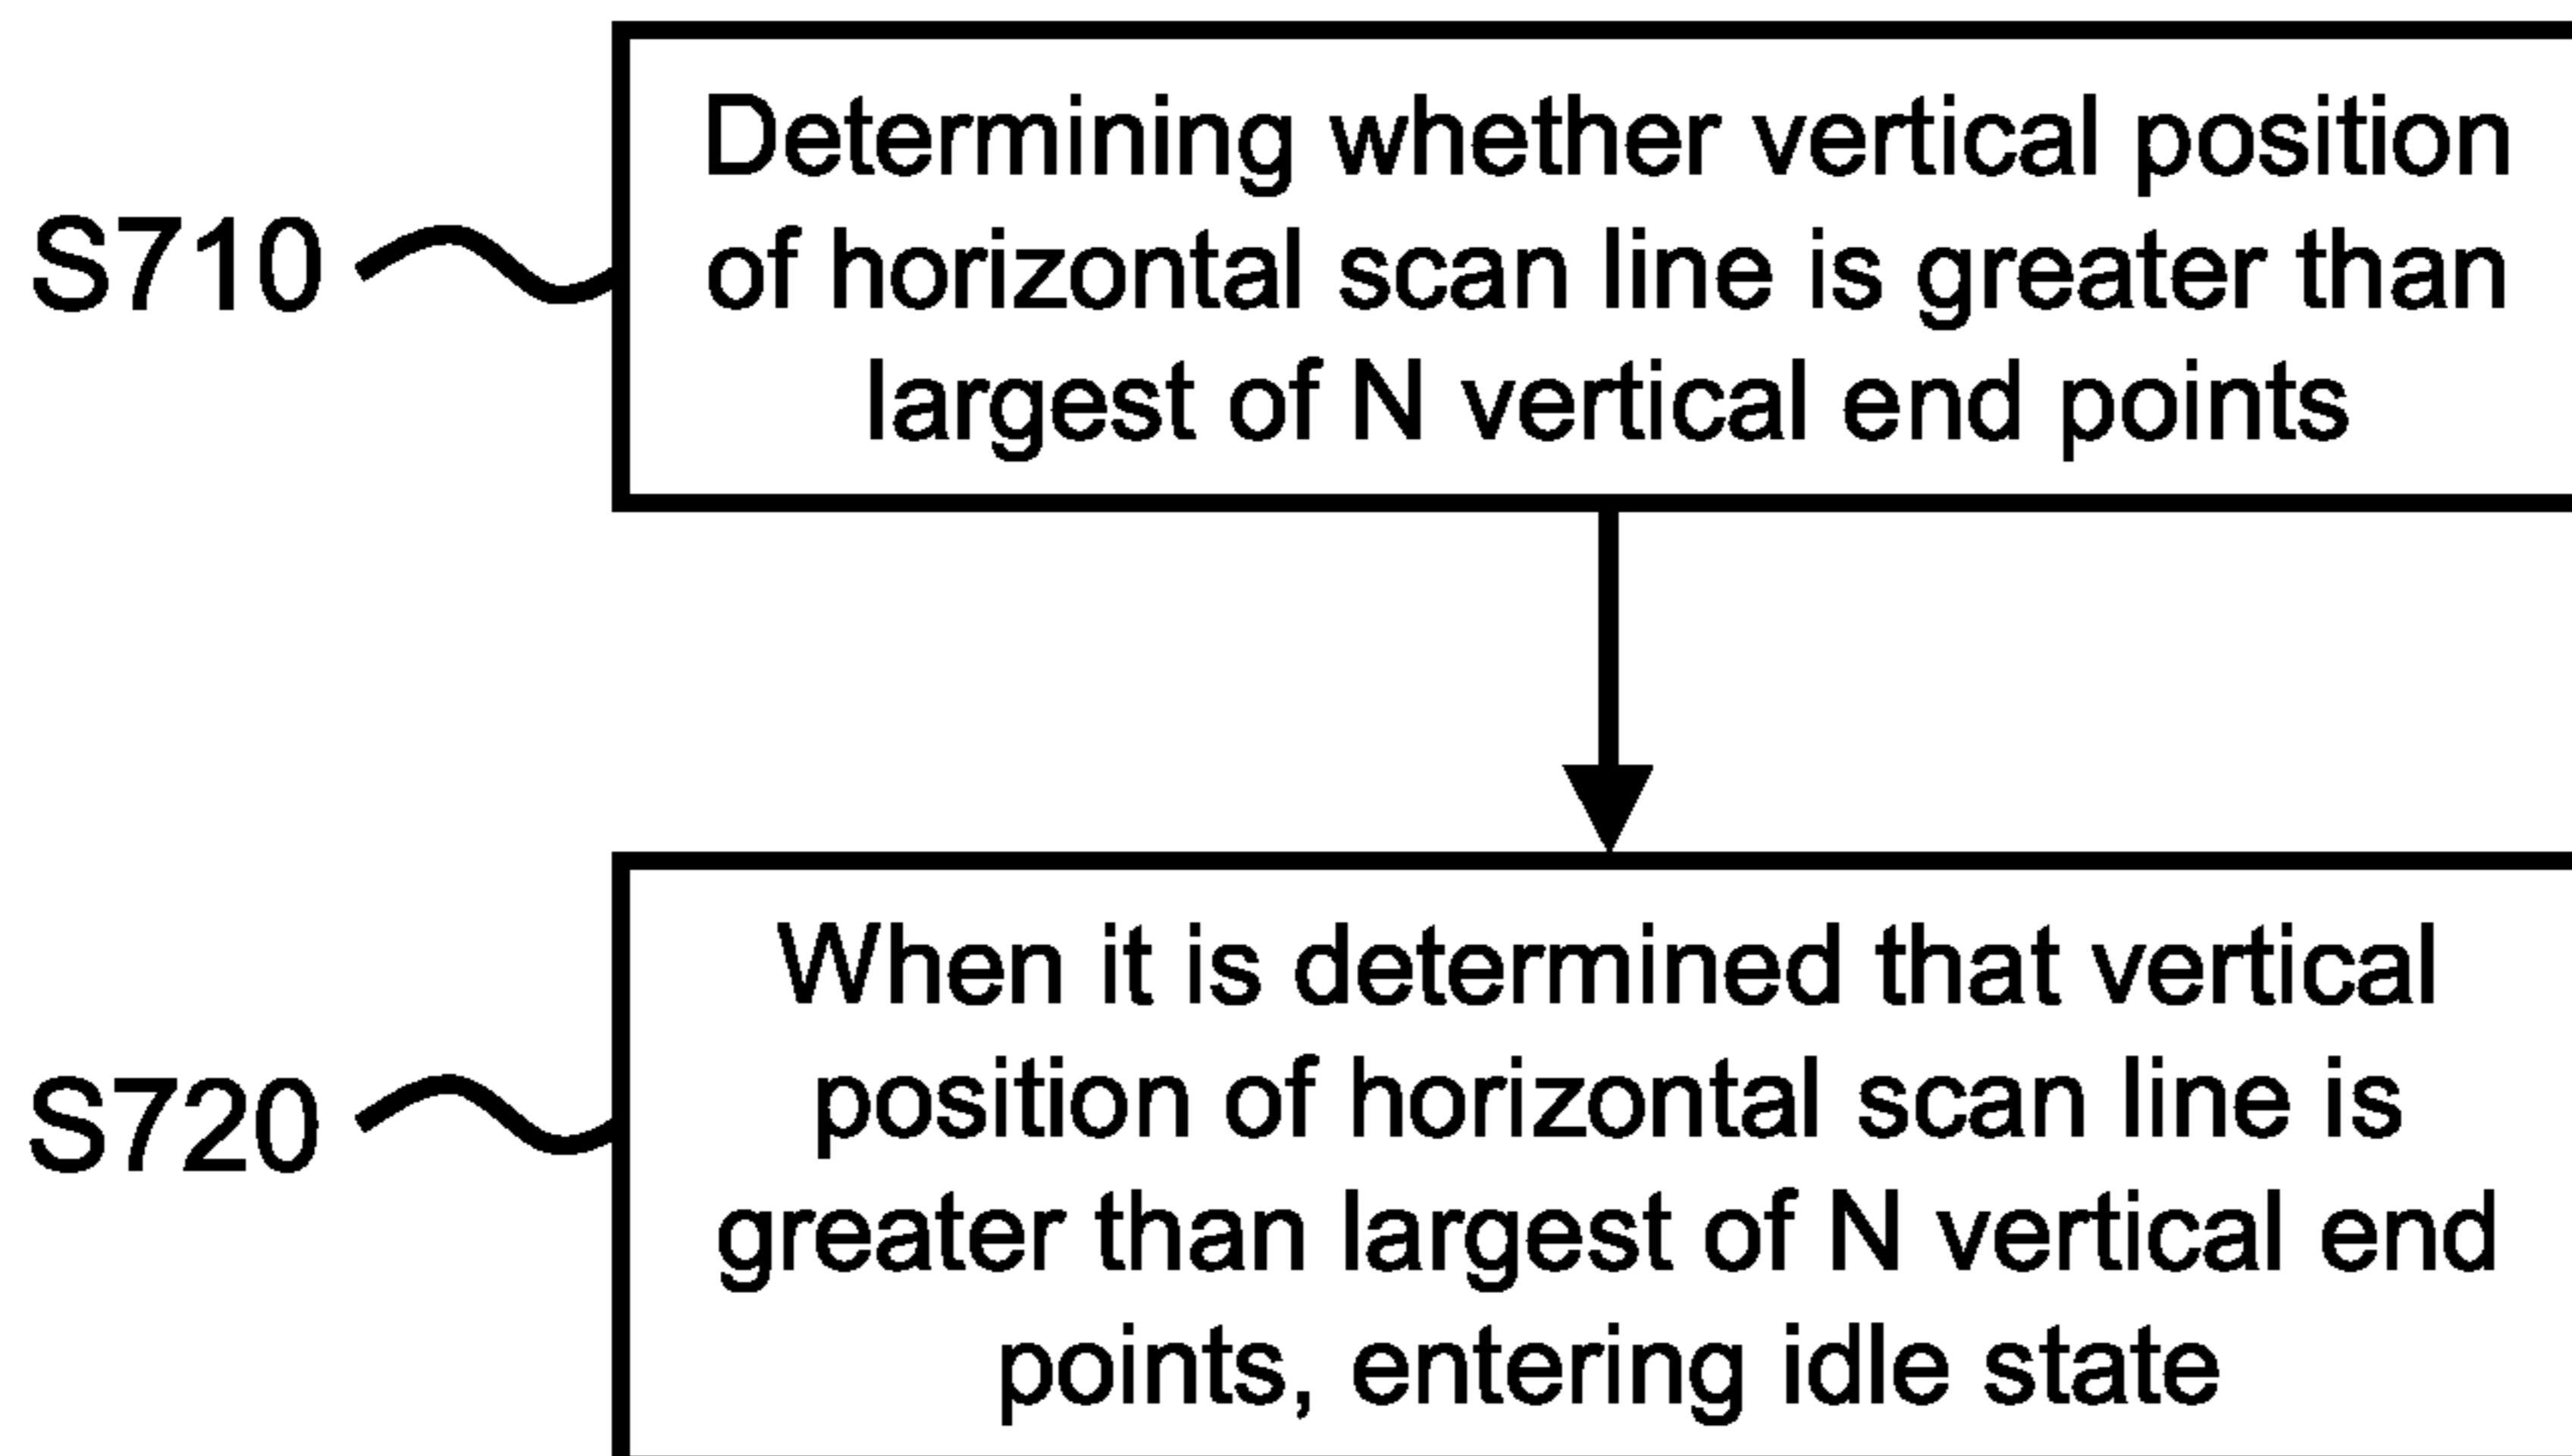 S710
Determining whether vertical position
of horizontal scan line is greater than
largest of N vertical end points
S720
When it is determined that vertical
position of horizontal scan line is
greater than largest of N vertical end
points, entering idle state